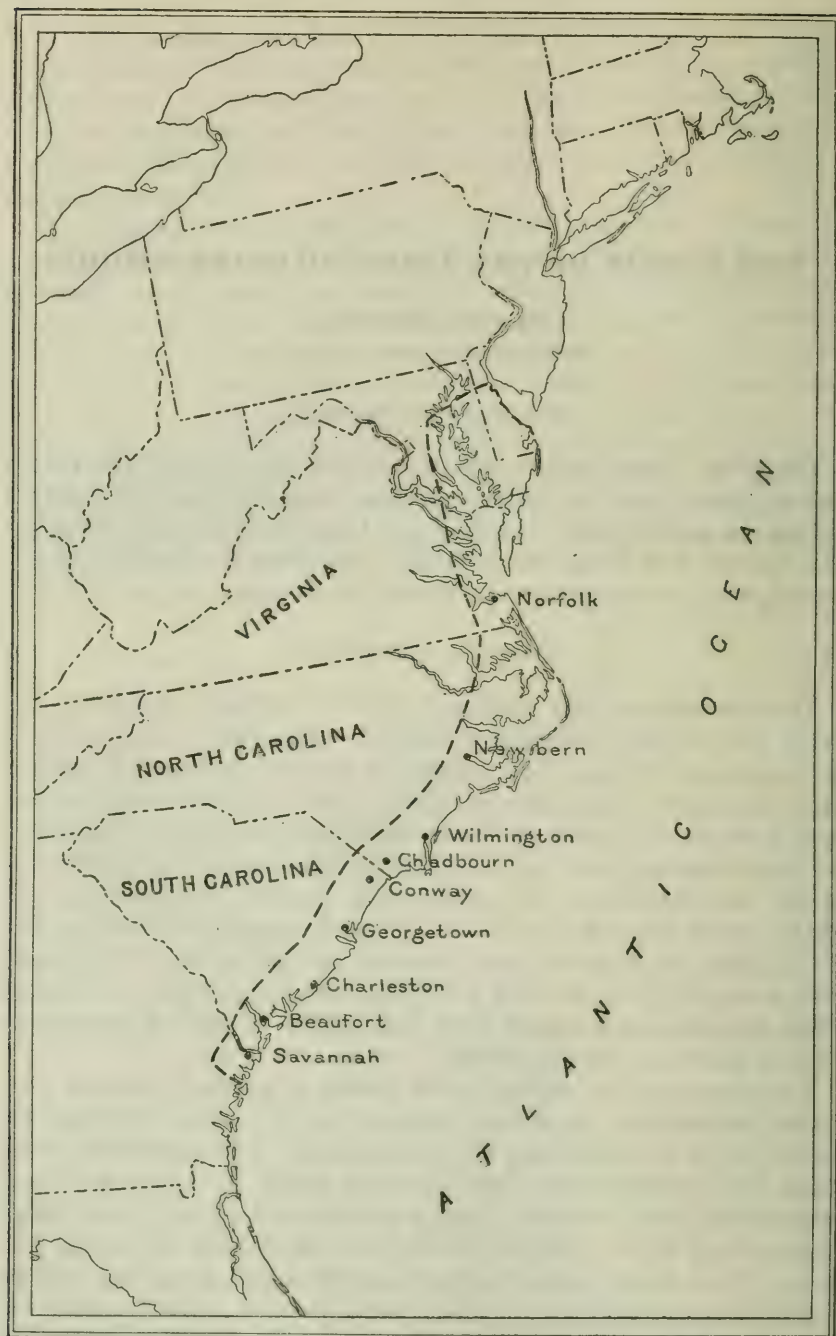 Norfolk
VIRGINIA
NORTH CAROLINA
Newbern
Wilmington
Chadbourn
SOUTH CAROLINA
Conway
Georgetown
Charleston
Beaufort
Savannah
ATLANTIC OCEAN